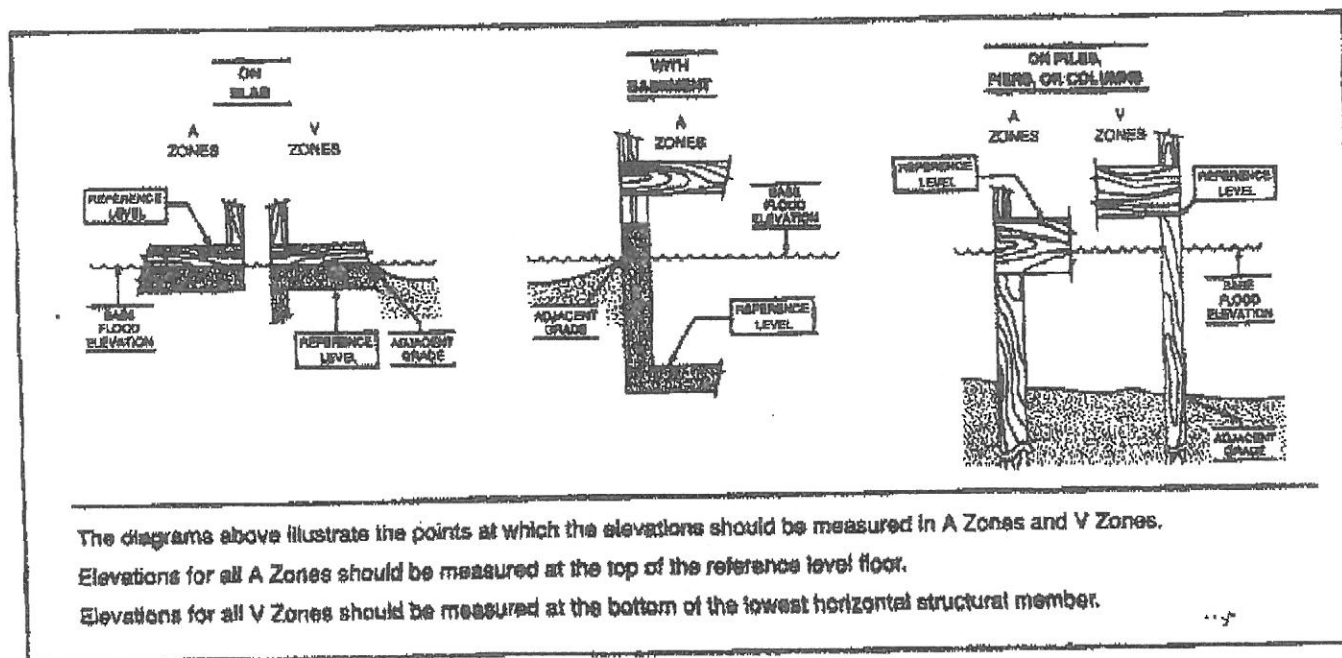 ON
SLAB
A
ZONES
V
ZONES
REFERENCE
LEVEL
BASE
FLOOD
ELEVATION
REFERENCE
LEVEL
ADJACENT
GRADE
WITH
BASEMENT
A
ZONES
BASE
FLOOD
ELEVATION
ADJACENT
GRADE
REFERENCE
LEVEL
ON PILES,
PIERS, OR COLUMNS
A
ZONES
V
ZONES
REFERENCE
LEVEL
REFERENCE
LEVEL
BASE
FLOOD
ELEVATION
ADJACENT
GRADE
The diagrams above illustrate the points at which the elevations should be measured in A Zones and V Zones.
Elevations for all A Zones should be measured at the top of the reference level floor.
Elevations for all V Zones should be measured at the bottom of the lowest horizontal structural member.